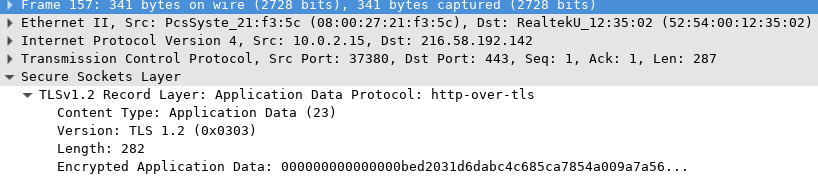 Frame 157: 341 bytes on wire (2728 bits), 341 bytes captured (2728 bits)
Ethernet II, Src: PcsSyste_21:f3:5c (08:00:27:21:f3:5c), Dst: RealtekU_12:35:02 (52:54:00:12:35:02)
Internet Protocol Version 4, Src: 10.0.2.15, Dst: 216.58.192.142
Transmission Control Protocol, Src Port: 37380, Dst Port: 443, Seq: 1, Ack: 1, Len: 287
Secure Sockets Layer
TLSv1.2 Record Layer: Application Data Protocol: http-over-tls
Content Type: Application Data (23)
Version: TLS 1.2 (0x0303)
Length: 282
Encrypted Application Data: 000000000000000bed2031d6dabc4c685ca7854a009a7a56...